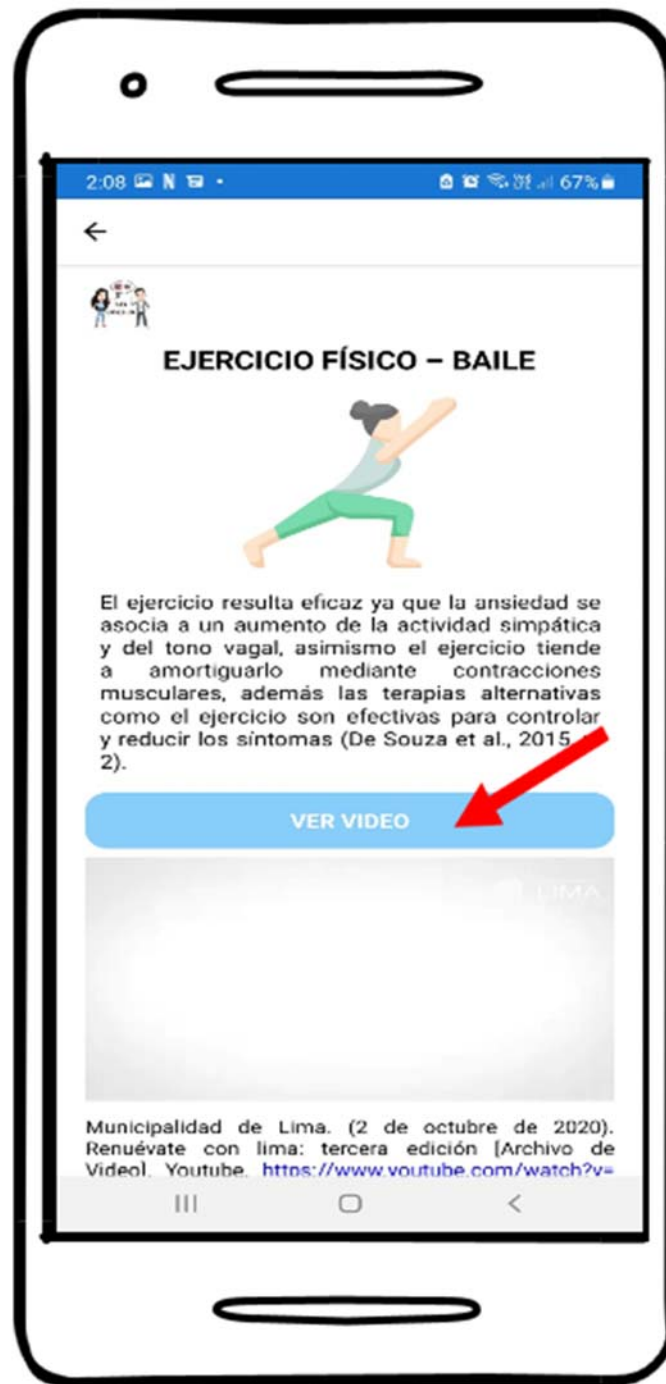 2:08
67%
EJERCICIO FÍSICO – BAILE
El ejercicio resulta eficaz ya que la ansiedad se
asocia a un aumento de la actividad simpática
y del tono vagal, asimismo el ejercicio tiende
a amortiguarlo mediante contracciones
musculares, además las terapias alternativas
como el ejercicio son efectivas para controlar
y reducir los síntomas (De Souza et al., 2015
2).
VER VIDEO
LIMA
Municipalidad de Lima. (2 de octubre de 2020).
Renuévate con lima: tercera edición [Archivo de
Video]. Youtube. https://www.youtube.com/watch?v=